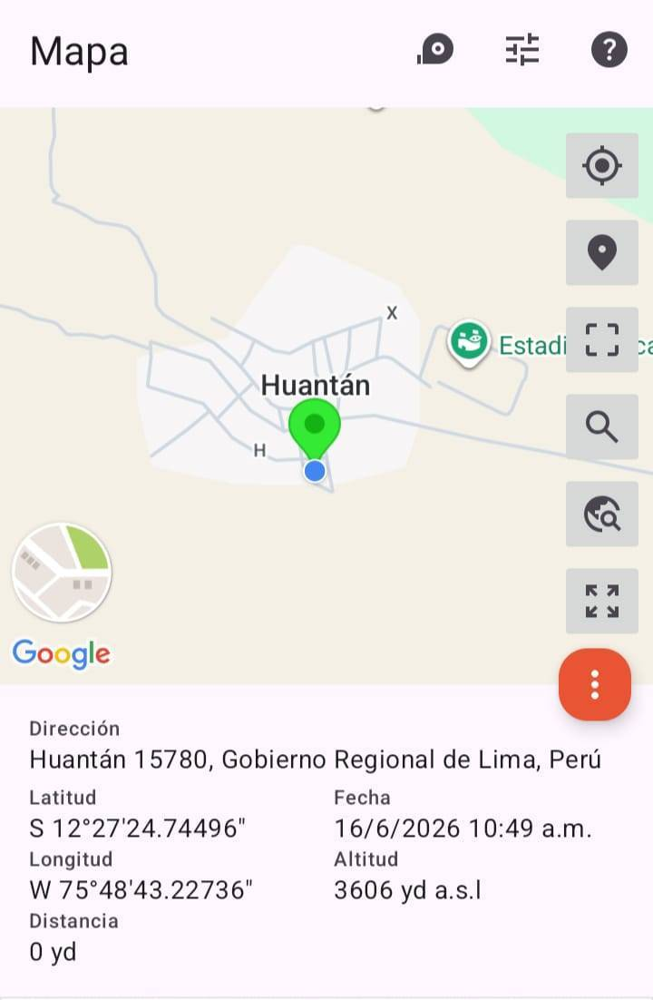 Mapa
X
Estadi
ca
Huantán
H
Google
Dirección
Huantán 15780, Gobierno Regional de Lima, Perú
Latitud
Fecha
S 12°27'24.74496"
16/6/2026 10:49 a.m.
Longitud
Altitud
W 75°48'43.22736"
3606 yd a.s.l
Distancia
0 yd